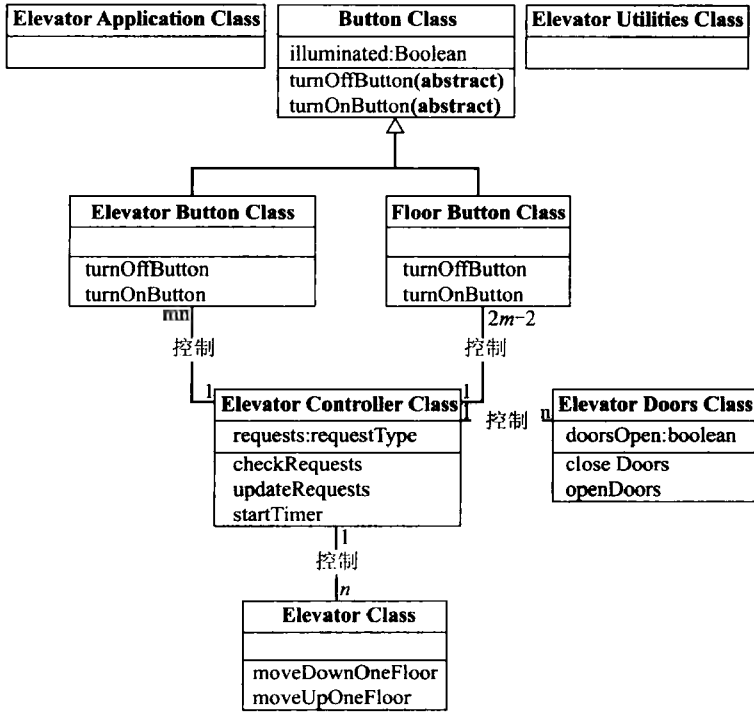 Elevator Application Class
Button Class
illuminated:Boolean
turnOffButton(abstract)
turnOnButton(abstract)
Elevator Utilities Class
Elevator Button Class
turnOffButton
turnOnButton
Floor Button Class
turnOffButton
turnOnButton
mn
控制
1
2m-2
控制
1
Elevator Controller Class
requests:requestType
checkRequests
updateRequests
startTimer
1
控制
n
Elevator Doors Class
doorsOpen:boolean
close Doors
openDoors
1
控制
n
Elevator Class
moveDownOneFloor
moveUpOneFloor